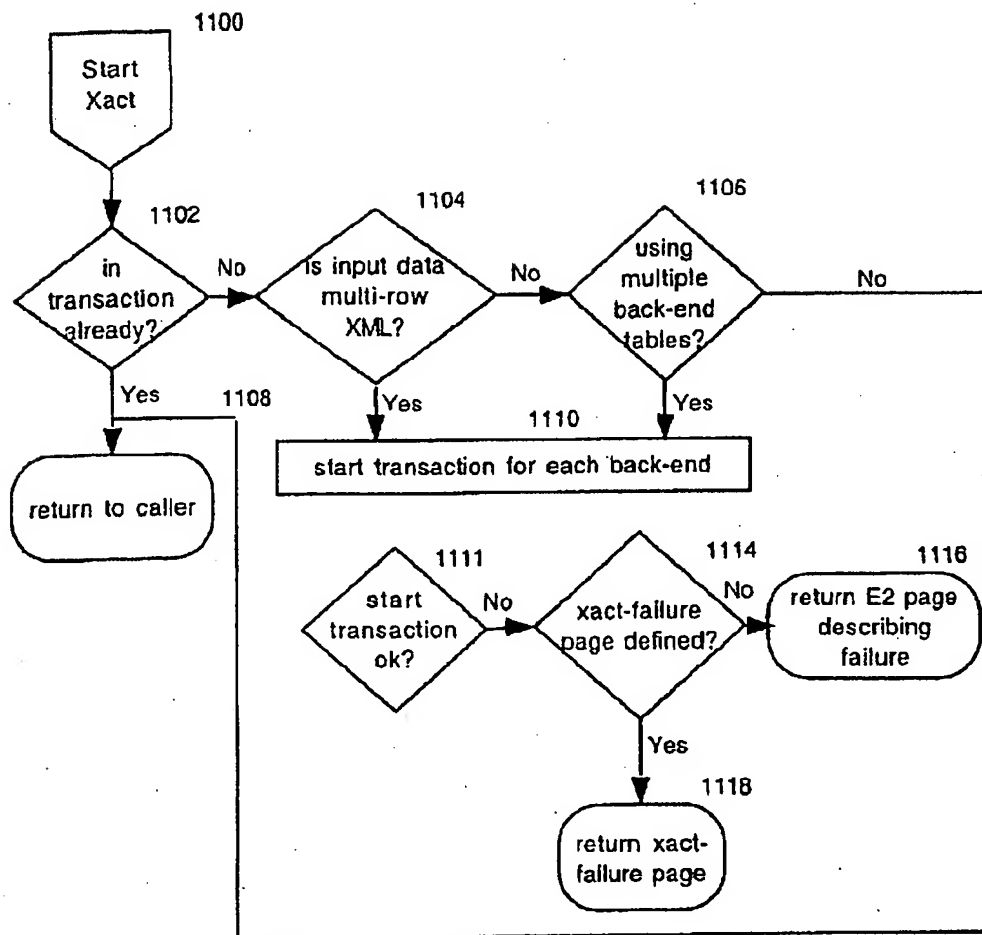 1100
Start
Xact
1102
in
transaction
already?
No
1104
is input data
multi-row
XML?
No
1106
using
multiple
back-end
tables?
No
Yes
1108
return to caller
Yes
Yes
1110
start transaction for each back-end
1111
start
transaction
ok?
No
1114
xact-failure
page defined?
No
1116
return E2 page
describing
failure
Yes
1118
return xact-
failure page